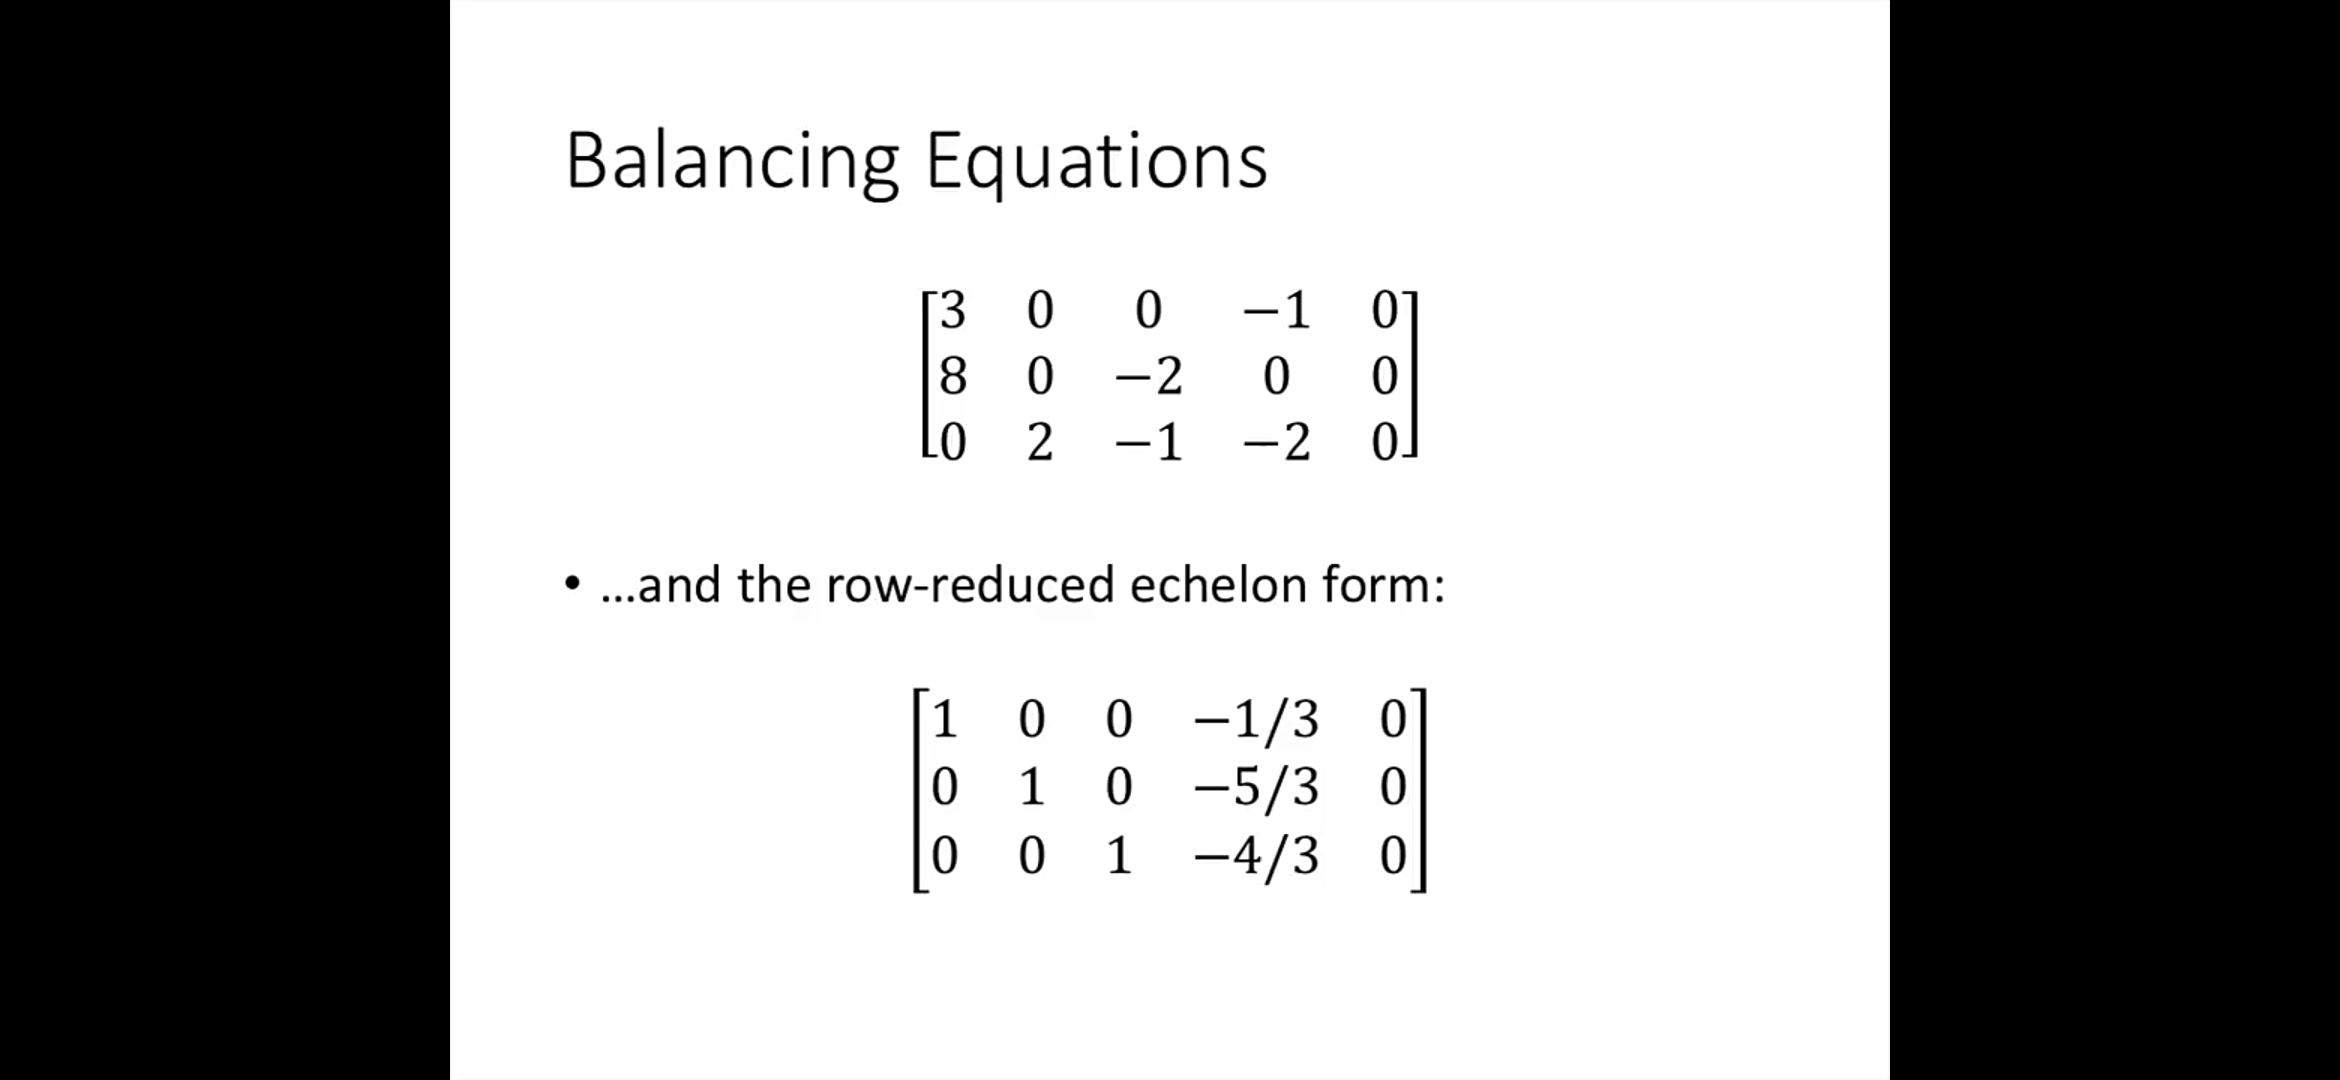 Balancing Equations
3 0 0 −1 0
8 0 −2 0 0
0 2 −1 −2 0
• ...and the row-reduced echelon form:
1 0 0 −1/3 0
0 1 0 −5/3 0
0 0 1 −4/3 0